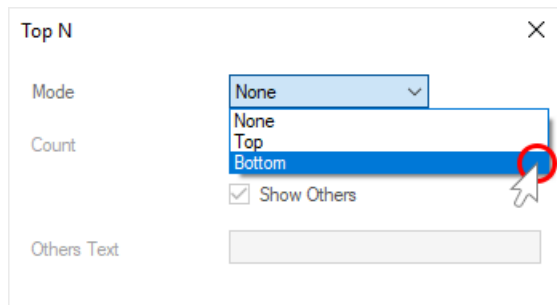 Top N
Mode
None
None
Top
Bottom
Count
Show Others
Others Text